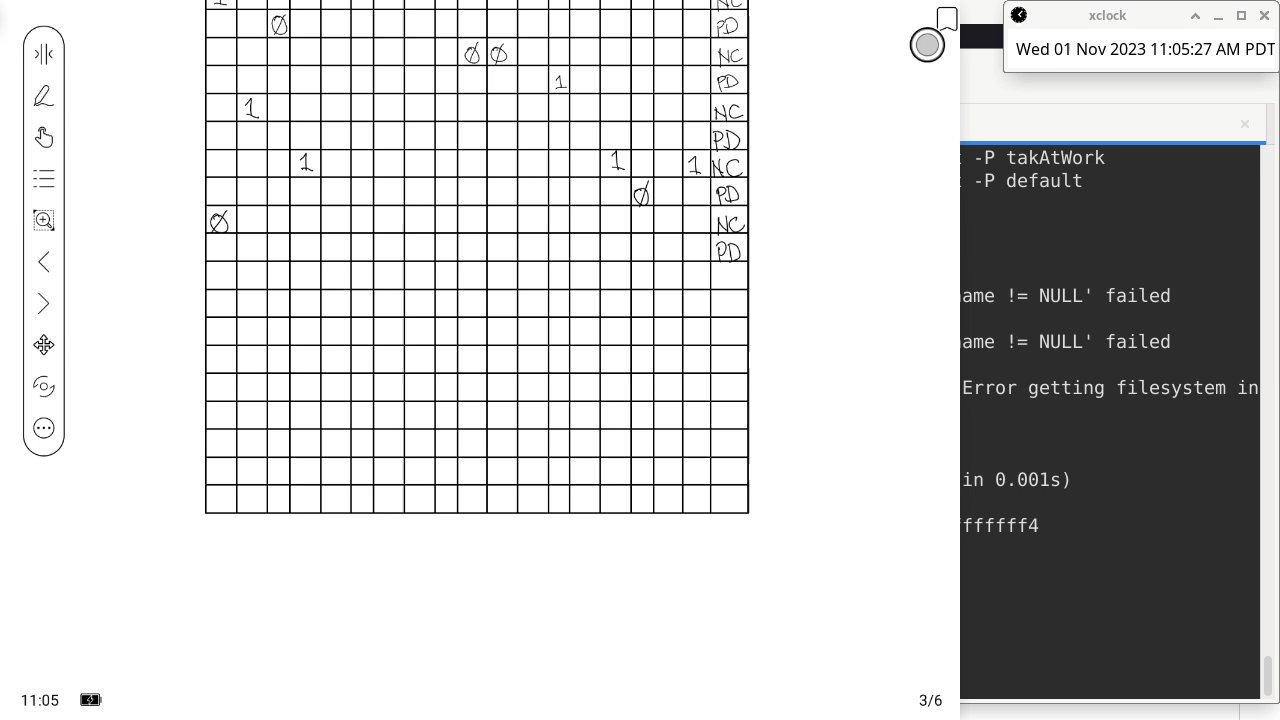 1 NC
Ø PD
Ø Ø NC
1 PD
1 NC
PD
1 1 1 NC
Ø PD
Ø NC
PD
11:05
3/6
xclock
Wed 01 Nov 2023 11:05:27 AM PDT
-P takAtWork
-P default
ame != NULL' failed
ame != NULL' failed
Error getting filesystem in
in 0.001s)
fffffff4